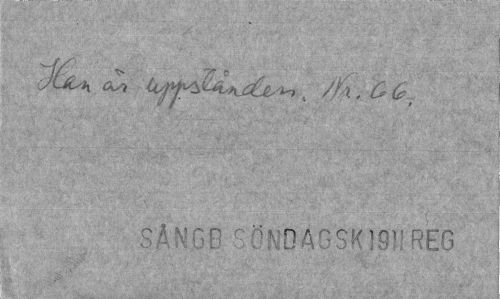 Han är uppstånden. Nr. 66.
SÅNGB SÖNDAGSK 1911 REG